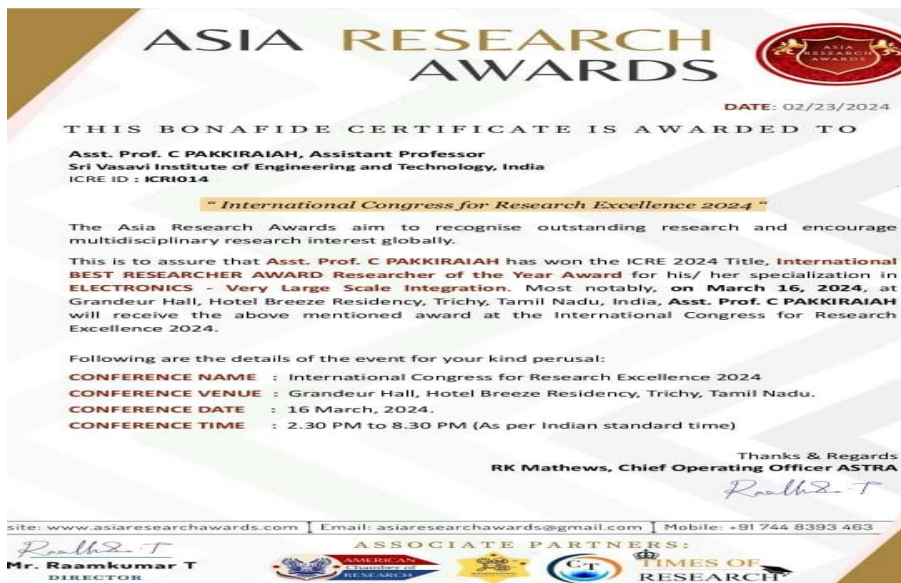 ASIA RESEARCH
AWARDS
ASIA
RESEARCH
AWARDS
DATE: 02/23/2024
THIS BONAFIDE CERTIFICATE IS AWARDED TO
Asst. Prof. C PAKKIRAIAH, Assistant Professor
Sri Vasavi Institute of Engineering and Technology, India
ICRE ID : ICRI014
" International Congress for Research Excellence 2024 "
The Asia Research Awards aim to recognise outstanding research and encourage
multidisciplinary research interest globally.
This is to assure that Asst. Prof. C PAKKIRAIAH has won the ICRE 2024 Title, International
BEST RESEARCHER AWARD Researcher of the Year Award for his/ her specialization in
ELECTRONICS - Very Large Scale Integration. Most notably, on March 16, 2024, at
Grandeur Hall, Hotel Breeze Residency, Trichy, Tamil Nadu, India, Asst. Prof. C PAKKIRAIAH
will receive the above mentioned award at the International Congress for Research
Excellence 2024.
Following are the details of the event for your kind perusal:
CONFERENCE NAME : International Congress for Research Excellence 2024
CONFERENCE VENUE : Grandeur Hall, Hotel Breeze Residency, Trichy, Tamil Nadu.
CONFERENCE DATE : 16 March, 2024.
CONFERENCE TIME : 2.30 PM to 8.30 PM (As per Indian standard time)
Thanks & Regards
RK Mathews, Chief Operating Officer ASTRA
site: www.asiaresearchawards.com | Email: asiaresearchawards@gmail.com | Mobile: +91 744 8393 463
ASSOCIATE PARTNERS:
Mr. Raamkumar T
DIRECTOR
AMERICAN
Chamber of
RESEARCH
CT
TIMES OF
RESEARCH